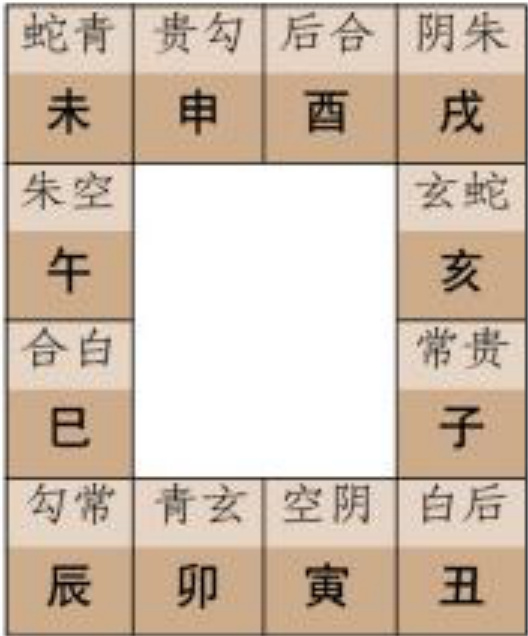 蛇青 贵勾 后合 阴朱
未 申 酉 戌
朱空 玄蛇
午 亥
合白 常贵
巳 子
勾常 青玄 空阴 白后
辰 卯 寅 丑